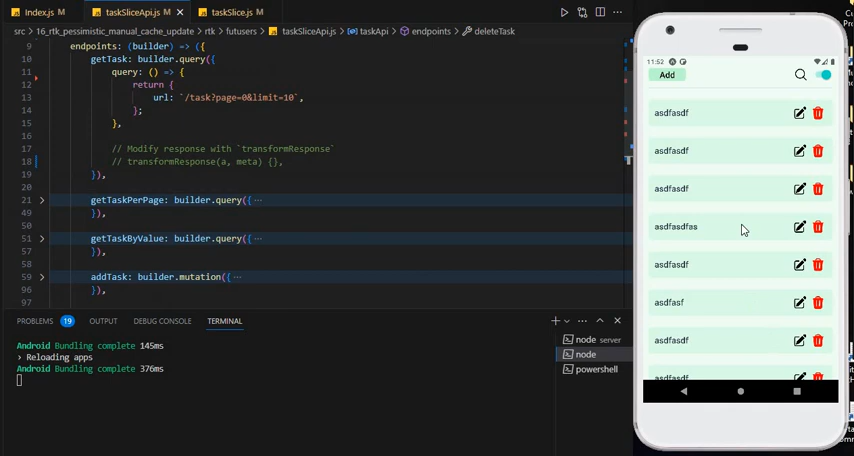 Index.js M taskSliceApi.js M taskSlice.js M
src > 16_rtk_pessimistic_manual_cache_update > rtk > futusers > taskSliceApi.js > taskApi > endpoints > deleteTask
9 endpoints: (builder) => ({
10 getTask: builder.query({
11 query: () => {
12 return {
13 url: `/task?page=0&limit=10`,
14 };
15 },
16
17 // Modify response with `transformResponse`
18 // transformResponse(a, meta) {},
19 }),
20
21 getTaskPerPage: builder.query({ ⋯
49 }),
50
51 getTaskByValue: builder.query({ ⋯
57 }),
58
59 addTask: builder.mutation({ ⋯
96 }),
97
PROBLEMS 19 OUTPUT DEBUG CONSOLE TERMINAL
Android Bundling complete 145ms
› Reloading apps
Android Bundling complete 376ms
node server
node
powershell
11:52
Add
asdfasdf
asdfasdf
asdfasdf
asdfasdfas
asdfasdf
asdfasf
asdfasdf
asdfasdf